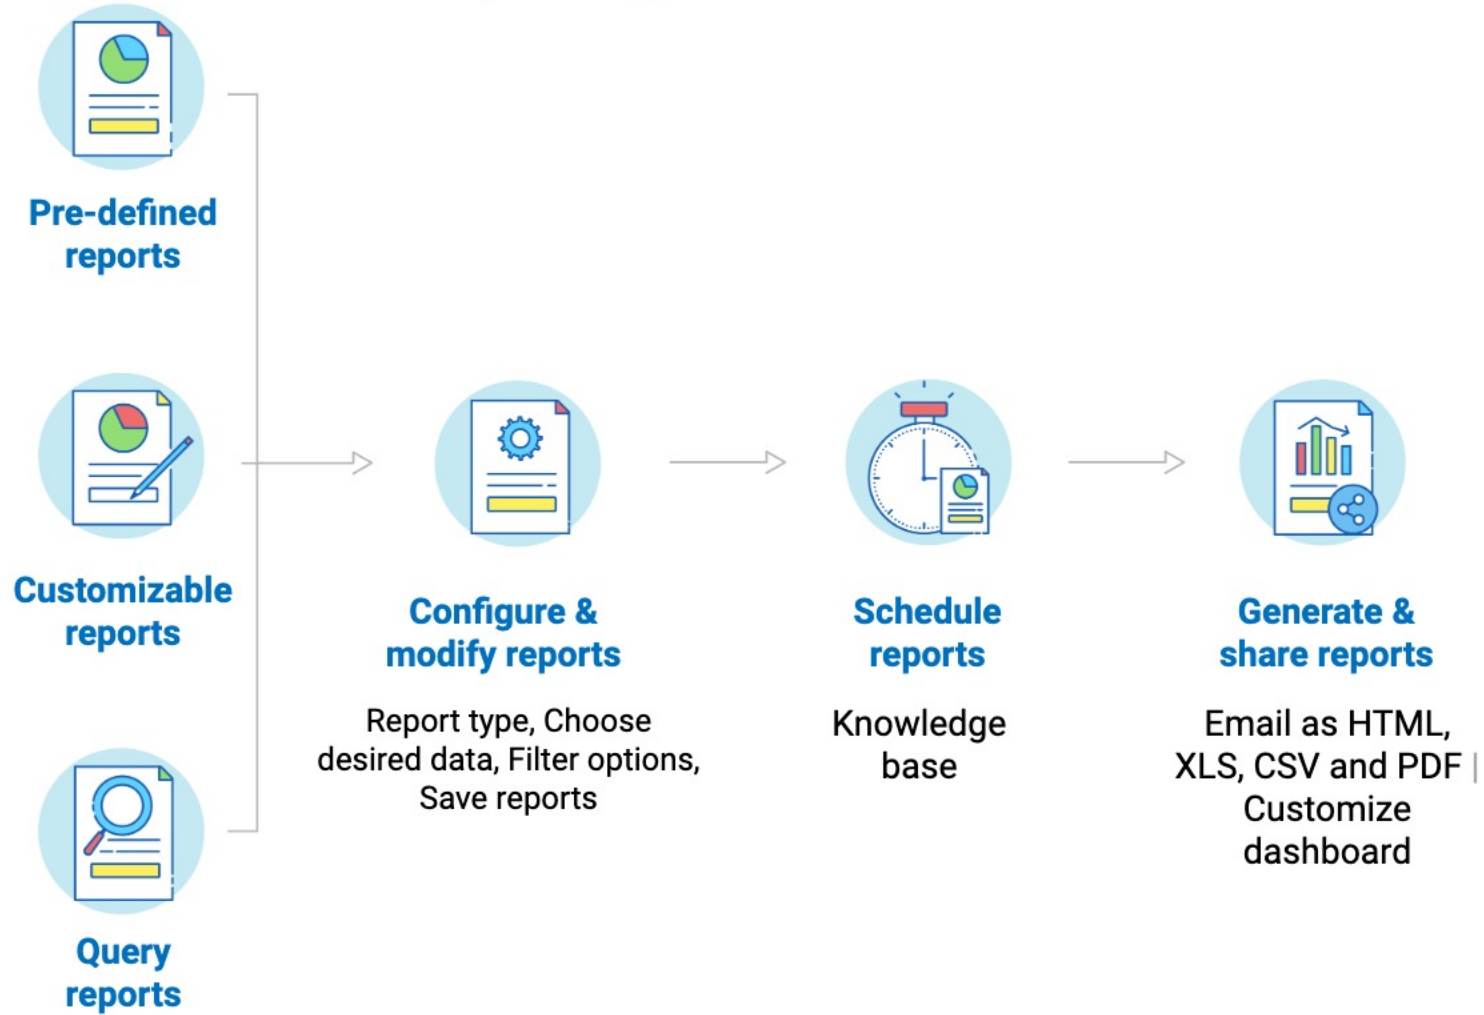 Pre-defined
reports
Customizable
reports
Query
reports
Configure &
modify reports
Report type, Choose
desired data, Filter options,
Save reports
Schedule
reports
Knowledge
base
Generate &
share reports
Email as HTML,
XLS, CSV and PDF |
Customize
dashboard